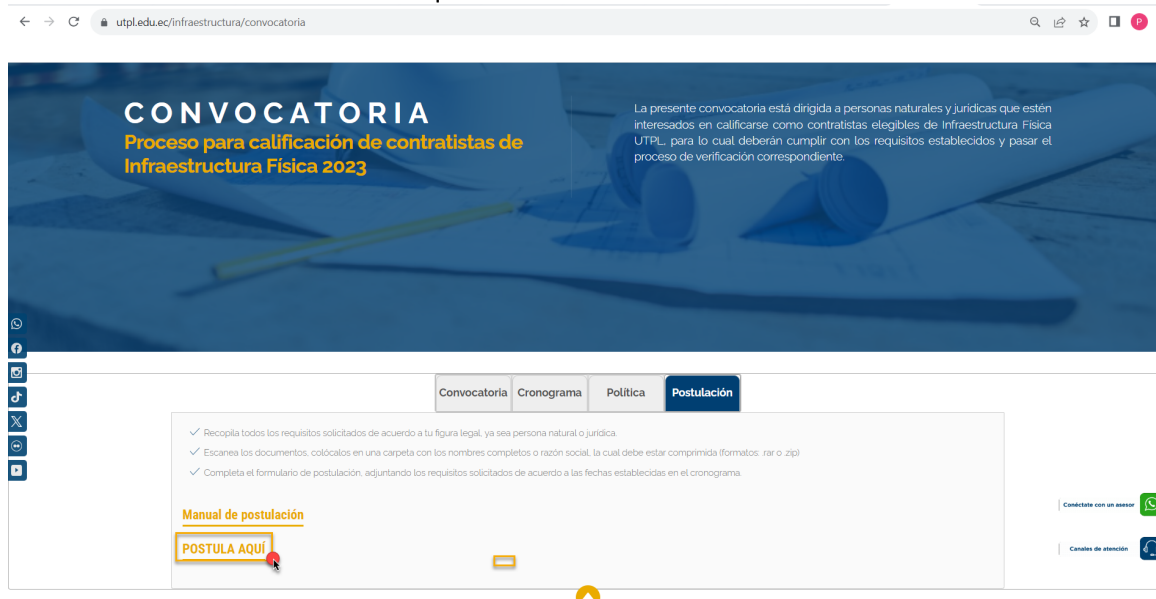 utpl.edu.ec/infraestructura/convocatoria
P
CONVOCATORIA
Proceso para calificación de contratistas de
Infraestructura Física 2023
La presente convocatoria está dirigida a personas naturales y jurídicas que estén
interesados en calificarse como contratistas elegibles de Infraestructura Física
UTPL, para lo cual deberán cumplir con los requisitos establecidos y pasar el
proceso de verificación correspondiente.
Convocatoria Cronograma Política Postulación
Recopila todos los requisitos solicitados de acuerdo a tu figura legal, ya sea persona natural o jurídica.
Escanea los documentos, colócalos en una carpeta con los nombres completos o razón social, la cual debe estar comprimida (formatos: .rar o .zip)
Completa el formulario de postulación, adjuntando los requisitos solicitados de acuerdo a las fechas establecidas en el cronograma.
Manual de postulación
POSTULA AQUÍ
Conéctate con un asesor
Canales de atención